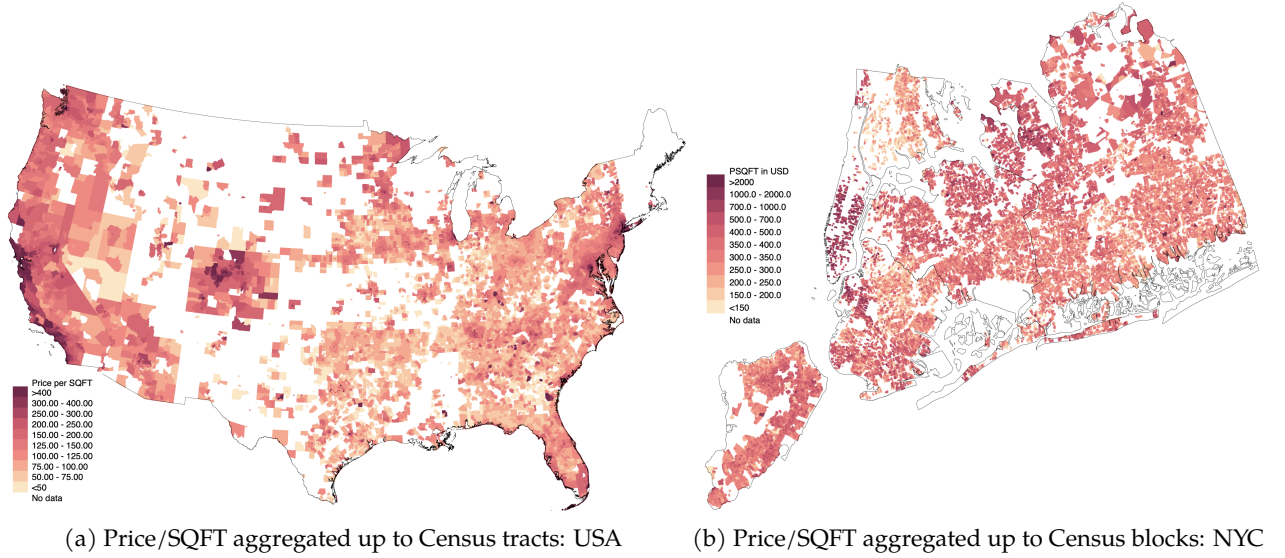 Price per SQFT
>400
300.00 - 400.00
250.00 - 300.00
200.00 - 250.00
150.00 - 200.00
125.00 - 150.00
100.00 - 125.00
75.00 - 100.00
50.00 - 75.00
<50
No data
PSQFT in USD
>2000
1000.0 - 2000.0
700.0 - 1000.0
500.0 - 700.0
400.0 - 500.0
350.0 - 400.0
300.0 - 350.0
250.0 - 300.0
200.0 - 250.0
150.0 - 200.0
<150
No data
(a) Price/SQFT aggregated up to Census tracts: USA
(b) Price/SQFT aggregated up to Census blocks: NYC